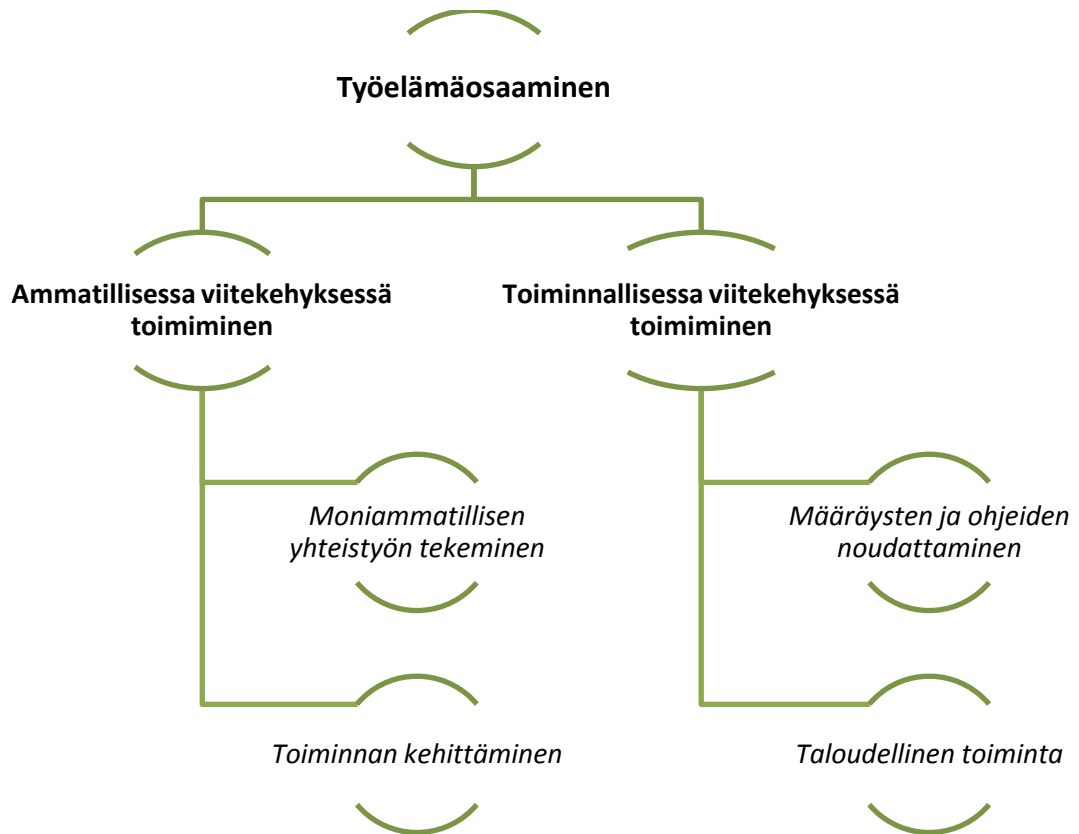 Työelämäosaaminen
Ammatillisessa viitekehyksessä
toimiminen
Toiminnallisessa viitekehyksessä
toimiminen
Moniammatillisen
yhteistyön tekeminen
Määräysten ja ohjeiden
noudattaminen
Toiminnan kehittäminen
Taloudellinen toiminta